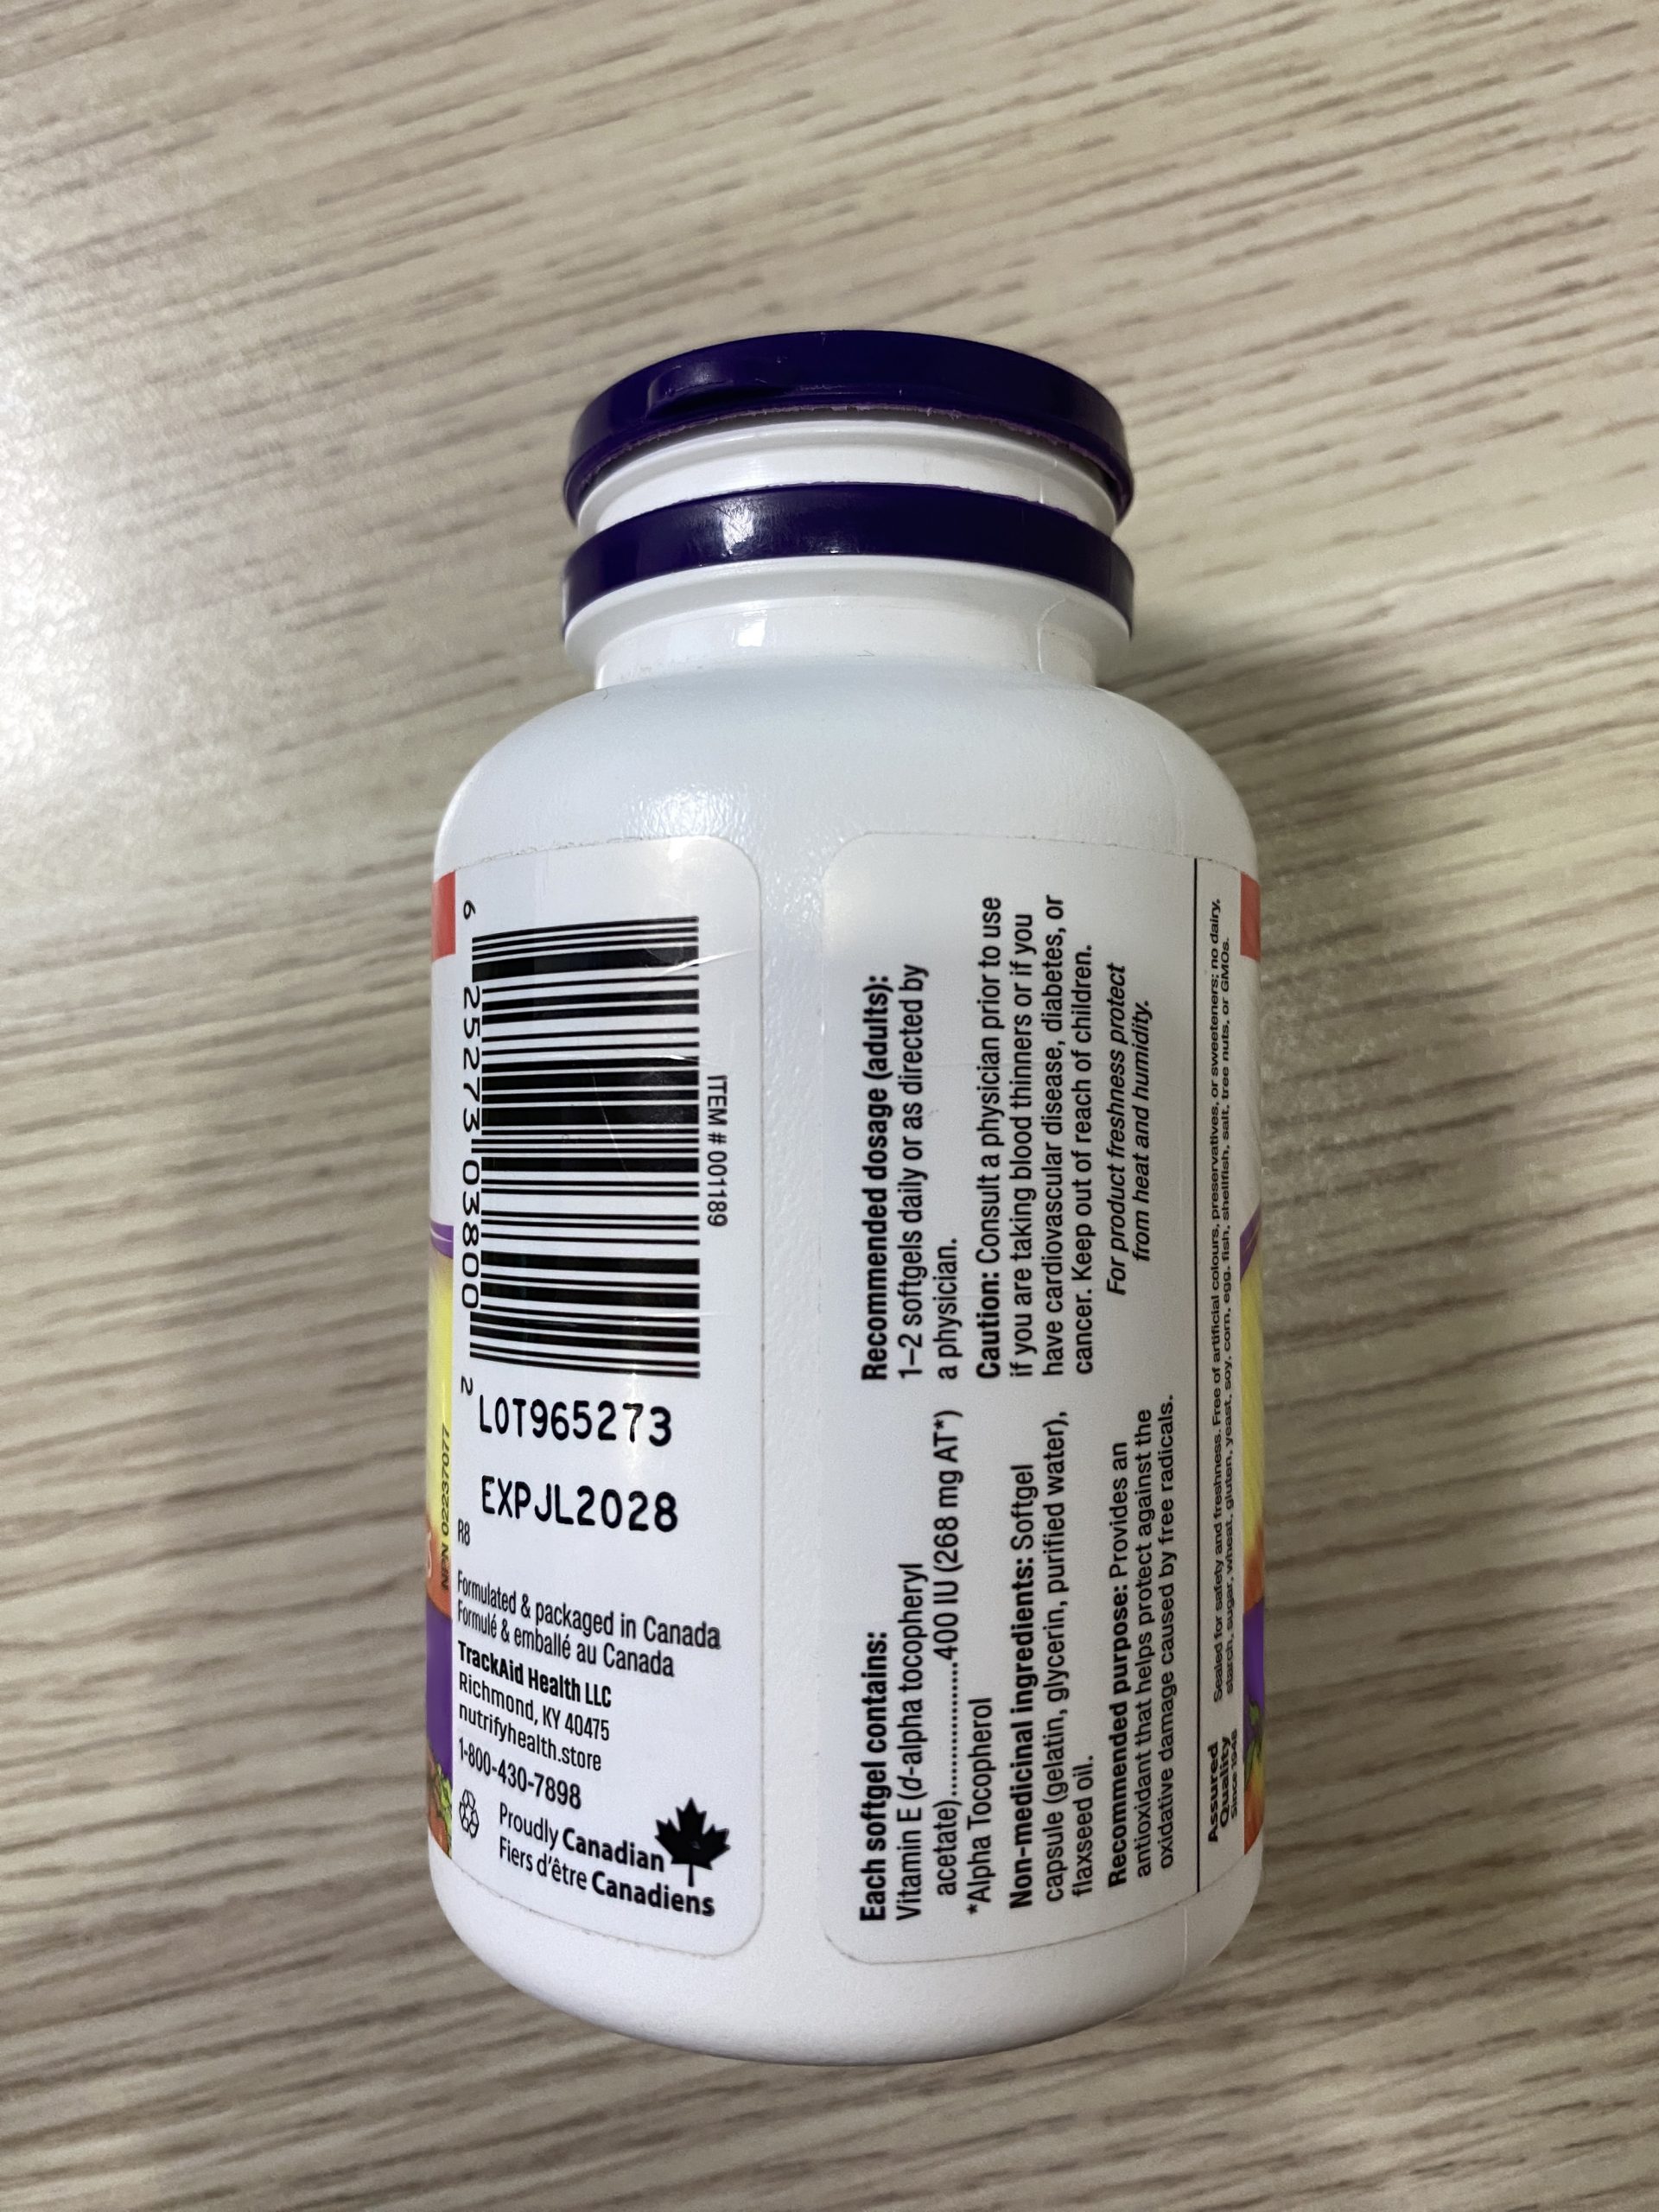 6 25273 03800 2
ITEM # 001189
LOT965273
EXPJL2028
R8
NPN 02237077
Formulated & packaged in Canada
Formulé & emballé au Canada
TrackAid Health LLC
Richmond, KY 40475
nutrifyhealth.store
1-800-430-7898
Proudly Canadian
Fiers d'être Canadiens
Each softgel contains:
Vitamin E (d-alpha tocopheryl
acetate)....................400 IU (268 mg AT*)
*Alpha Tocopherol
Non-medicinal ingredients: Softgel
capsule (gelatin, glycerin, purified water),
flaxseed oil.
Recommended purpose: Provides an
antioxidant that helps protect against the
oxidative damage caused by free radicals.
Recommended dosage (adults):
1–2 softgels daily or as directed by
a physician.
Caution: Consult a physician prior to use
if you are taking blood thinners or if you
have cardiovascular disease, diabetes, or
cancer. Keep out of reach of children.
For product freshness protect
from heat and humidity.
Assured
Quality
Since 1948
Sealed for safety and freshness. Free of artificial colours, preservatives, or sweeteners; no dairy,
starch, sugar, wheat, gluten, yeast, soy, corn, egg, fish, shellfish, salt, tree nuts, or GMOs.